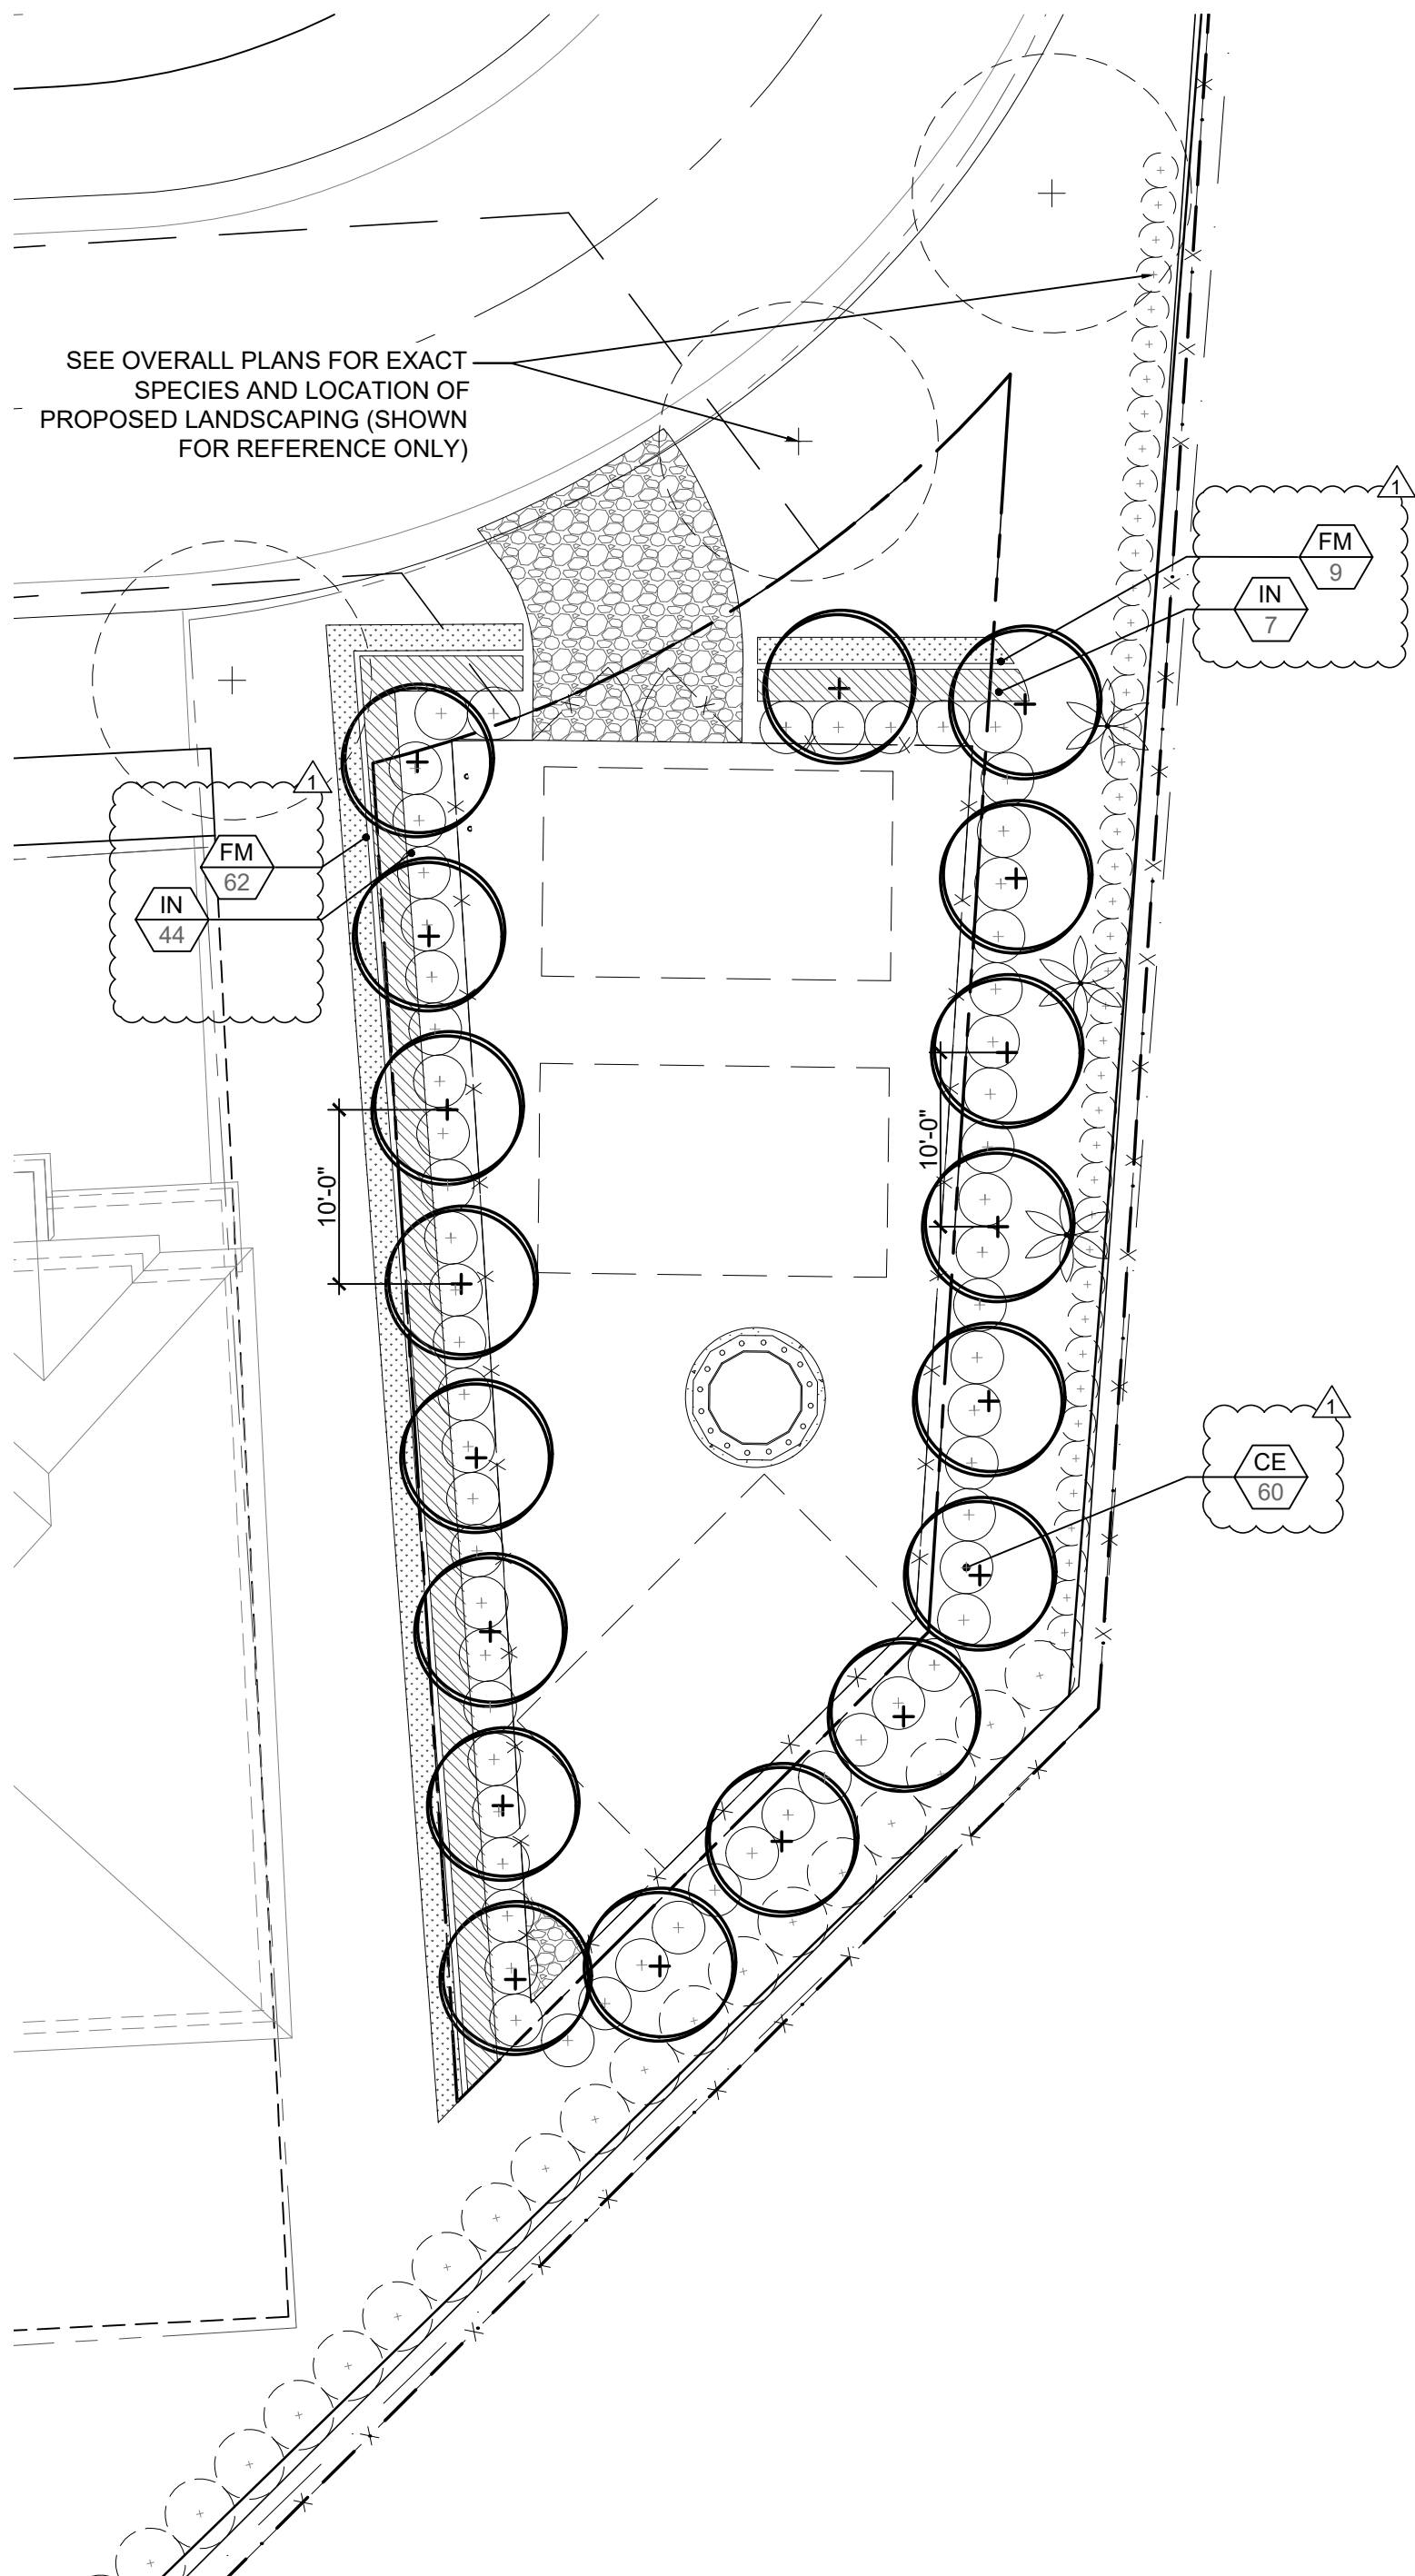 SEE OVERALL PLANS FOR EXACT
SPECIES AND LOCATION OF
PROPOSED LANDSCAPING (SHOWN
FOR REFERENCE ONLY)
1
FM
9
IN
7
1
FM
62
IN
44
10'-0"
10'-0"
1
CE
60